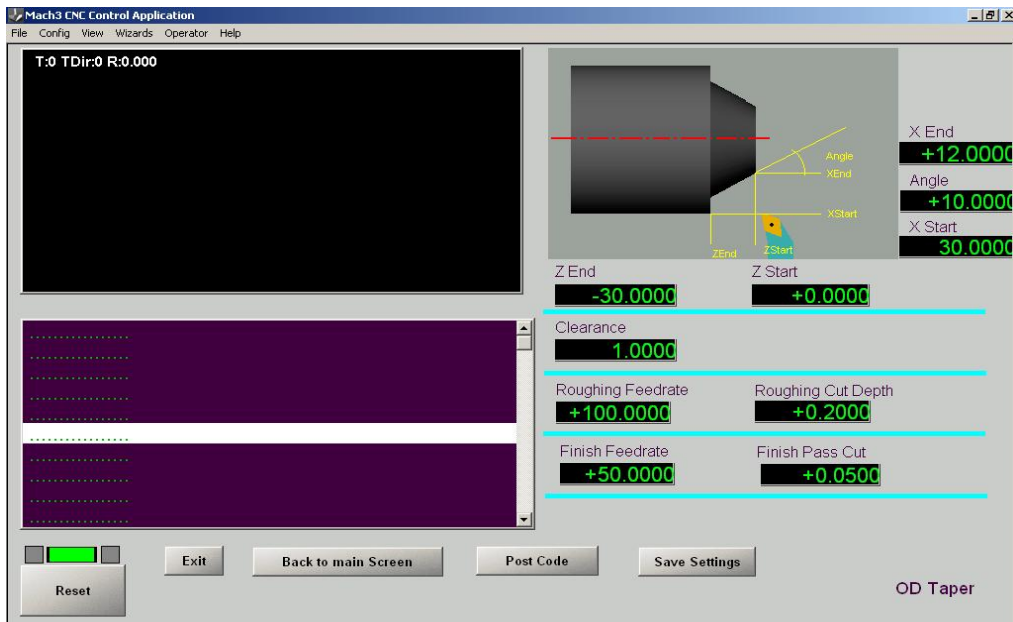 Mach3 CNC Control Application
File Config View Wizards Operator Help
T:0 TDir:0 R:0.000
Angle
XEnd
XStart
ZEnd
ZStart
X End
+12.0000
Angle
+10.0000
X Start
30.0000
Z End
Z Start
-30.0000
+0.0000
Clearance
1.0000
Roughing Feedrate
Roughing Cut Depth
+100.0000
+0.2000
Finish Feedrate
Finish Pass Cut
+50.0000
+0.0500
Exit
Back to main Screen
Post Code
Save Settings
Reset
OD Taper